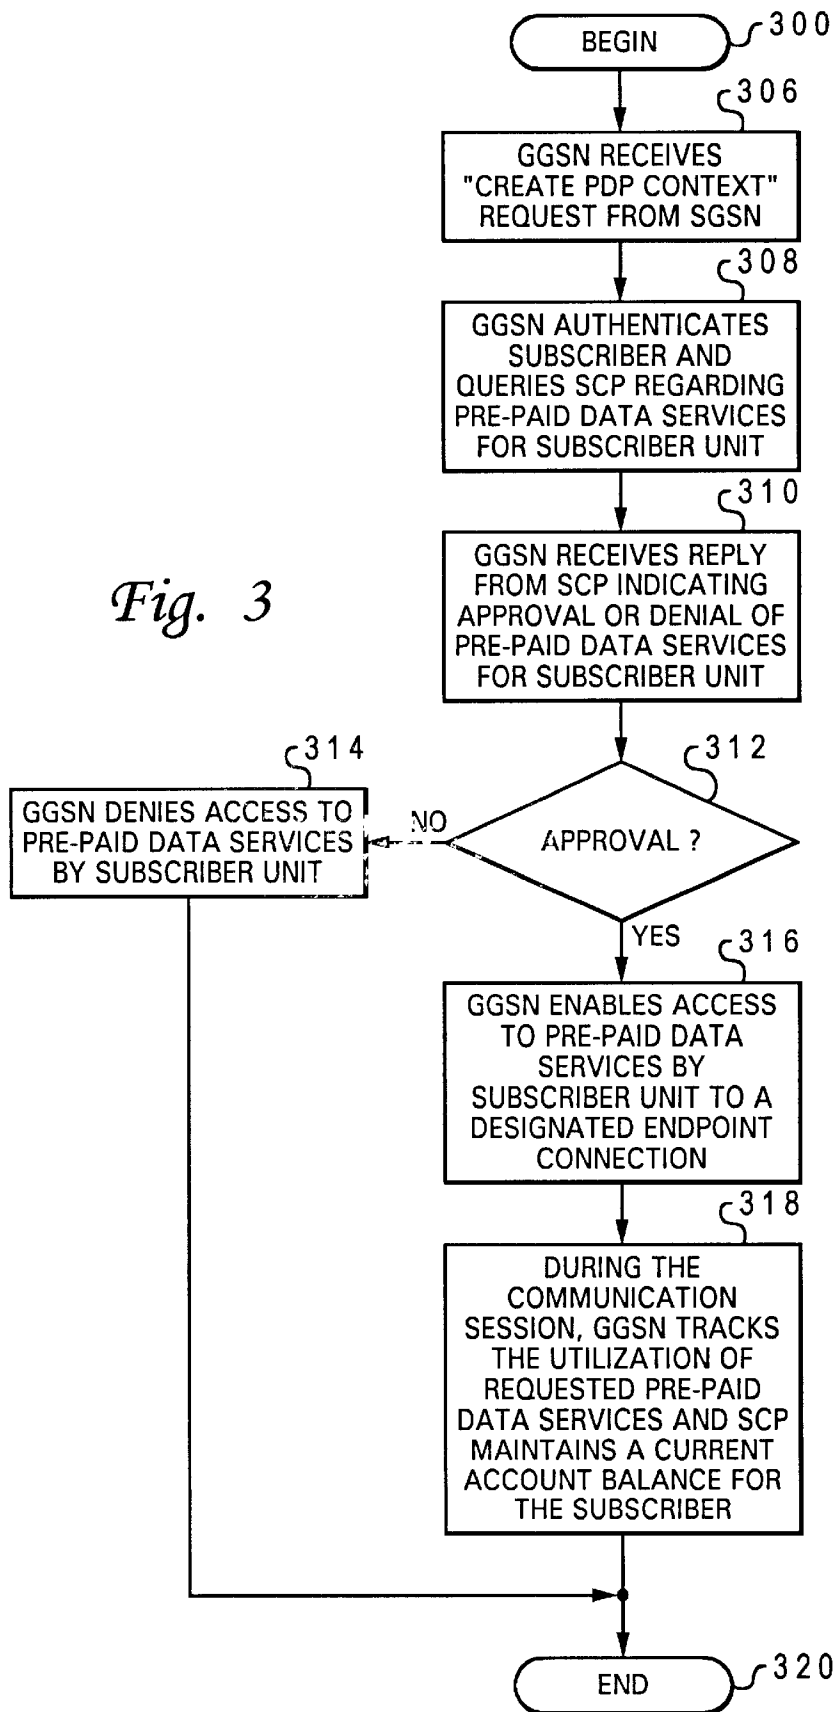 BEGIN
300
306
GGSN RECEIVES
"CREATE PDP CONTEXT"
REQUEST FROM SGSN
308
GGSN AUTHENTICATES
SUBSCRIBER AND
QUERIES SCP REGARDING
PRE-PAID DATA SERVICES
FOR SUBSCRIBER UNIT
310
GGSN RECEIVES REPLY
FROM SCP INDICATING
APPROVAL OR DENIAL OF
PRE-PAID DATA SERVICES
FOR SUBSCRIBER UNIT
Fig. 3
312
APPROVAL ?
NO
314
GGSN DENIES ACCESS TO
PRE-PAID DATA SERVICES
BY SUBSCRIBER UNIT
YES
316
GGSN ENABLES ACCESS
TO PRE-PAID DATA
SERVICES BY
SUBSCRIBER UNIT TO A
DESIGNATED ENDPOINT
CONNECTION
318
DURING THE
COMMUNICATION
SESSION, GGSN TRACKS
THE UTILIZATION OF
REQUESTED PRE-PAID
DATA SERVICES AND SCP
MAINTAINS A CURRENT
ACCOUNT BALANCE FOR
THE SUBSCRIBER
END
320